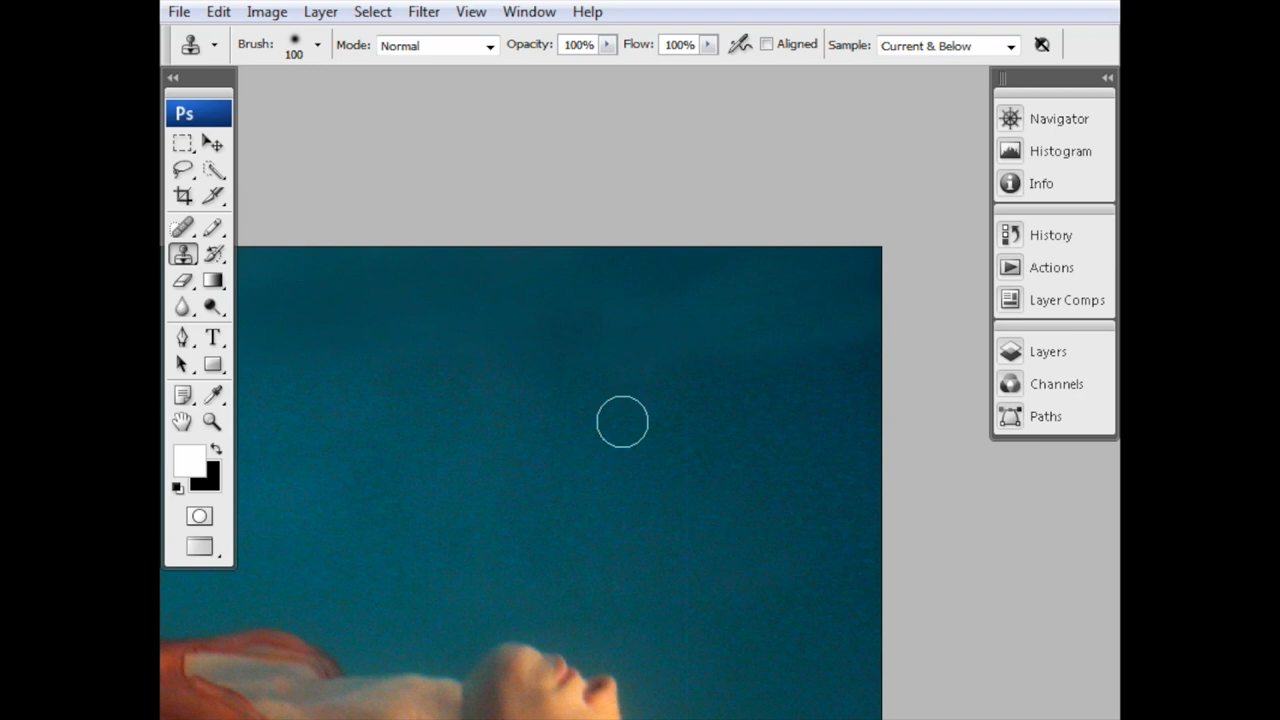 File Edit Image Layer Select Filter View Window Help
Brush: 100 Mode: Normal Opacity: 100% Flow: 100% Aligned Sample: Current & Below
Ps
T
Navigator
Histogram
Info
History
Actions
Layer Comps
Layers
Channels
Paths